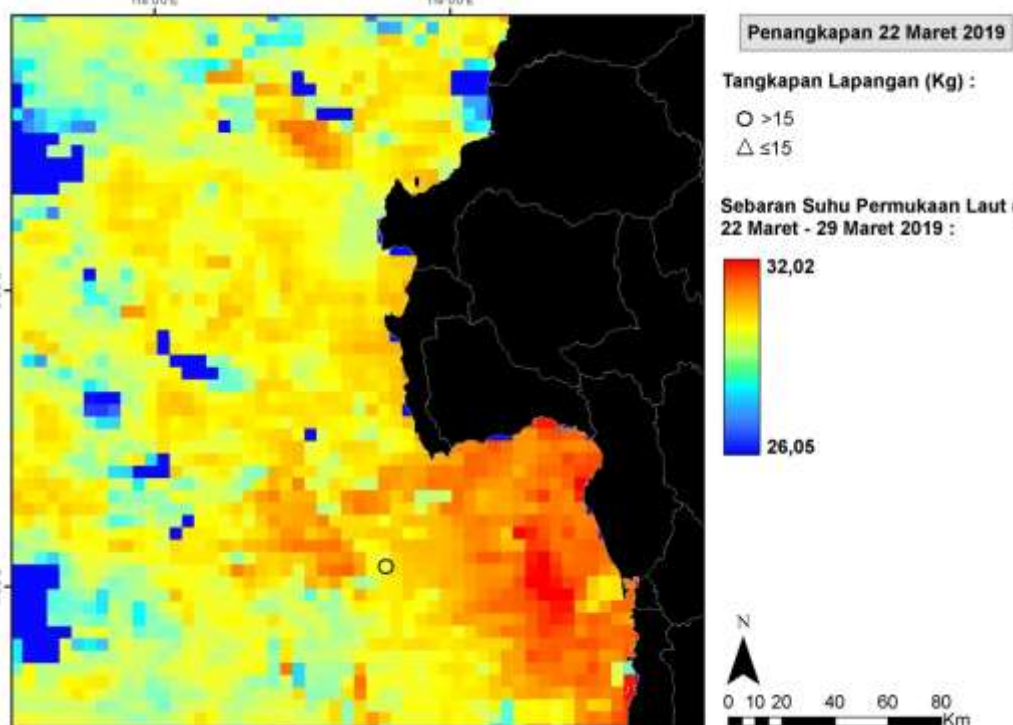 Penangkapan 22 Maret 2019
Tangkapan Lapangan (Kg) :
>15
≤15
Sebaran Suhu Permukaan Laut (
22 Maret - 29 Maret 2019 :
32,02
26,05
N
0 10 20 40 60 80
Km